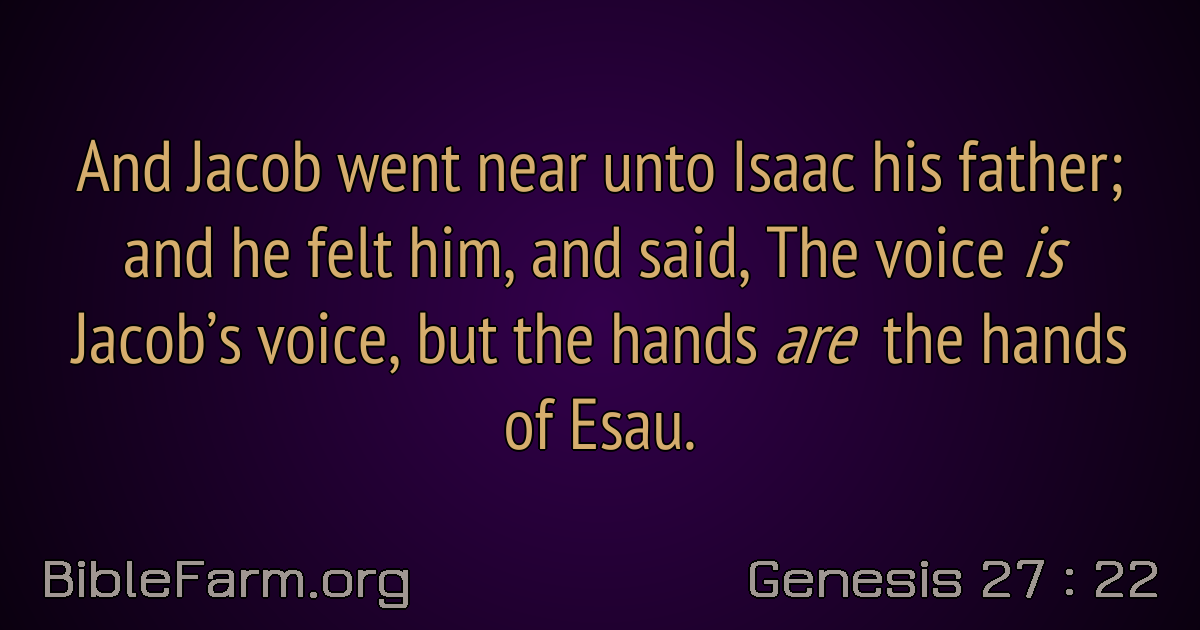 And Jacob went near unto Isaac his father;
and he felt him, and said, The voice is
Jacob’s voice, but the hands are the hands
of Esau.
BibleFarm.org
Genesis 27 : 22